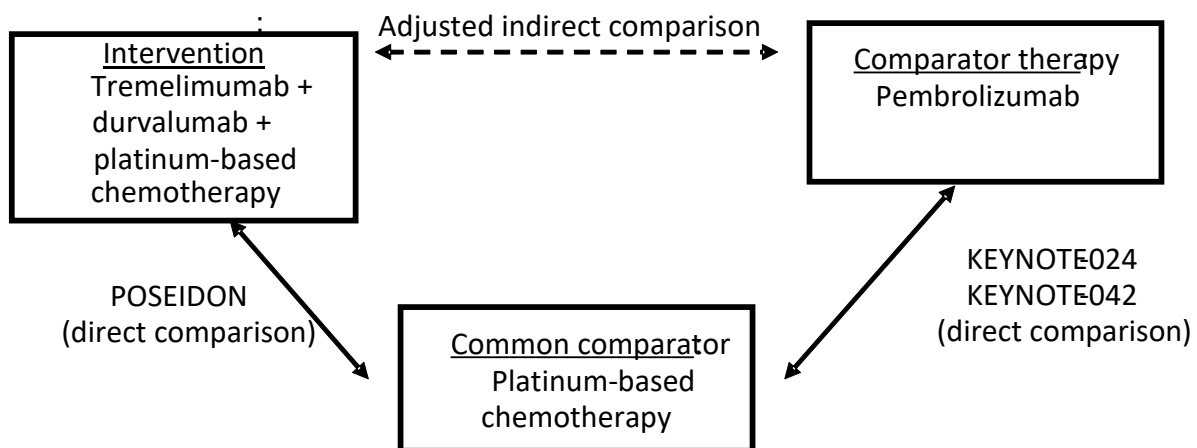 :
Adjusted indirect comparison
Intervention
Tremelimumab +
durvalumab +
platinum-based
chemotherapy
Comparator therapy
Pembrolizumab
POSEIDON
(direct comparison)
KEYNOTE-024
KEYNOTE-042
(direct comparison)
Common comparator
Platinum-based
chemotherapy